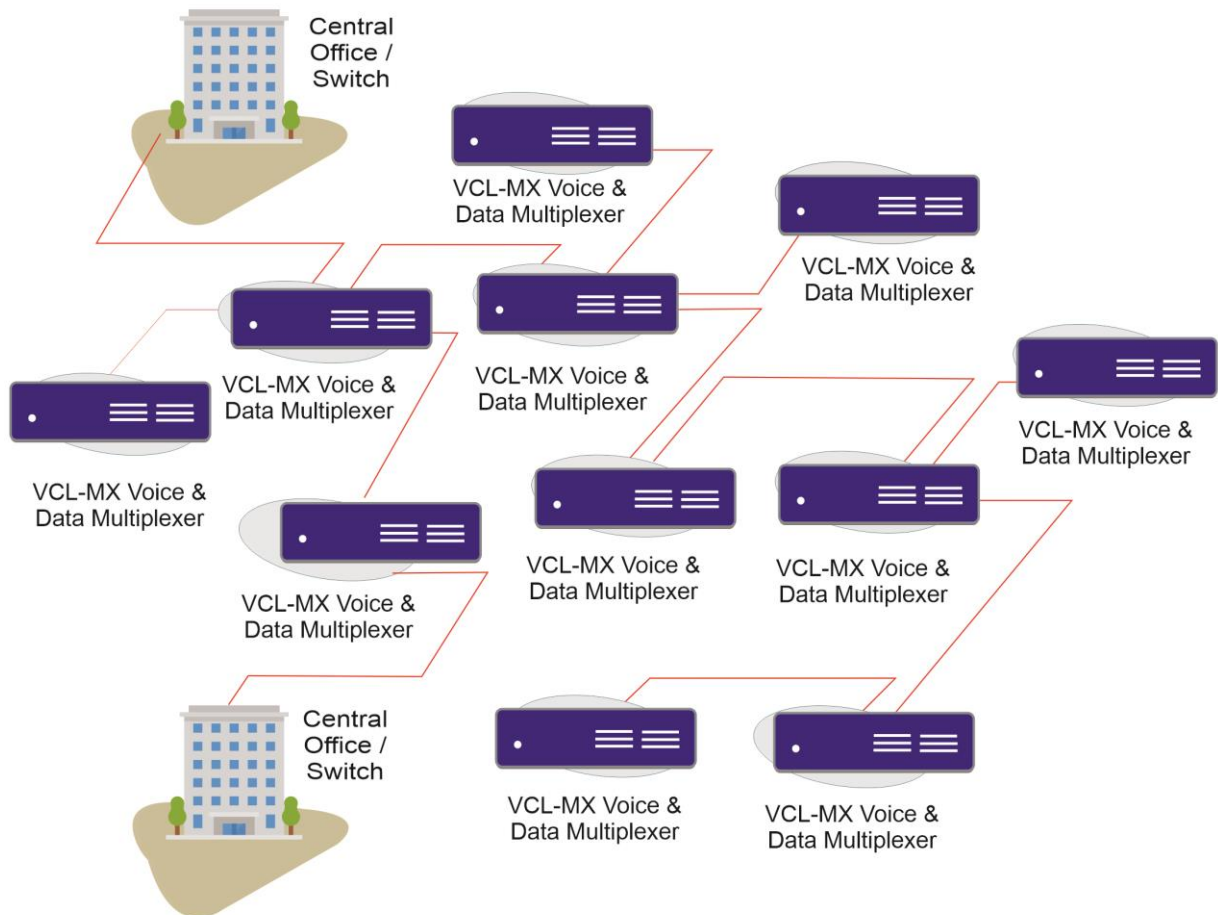 Central
Office /
Switch
VCL-MX Voice &
Data Multiplexer
VCL-MX Voice &
Data Multiplexer
VCL-MX Voice &
Data Multiplexer
VCL-MX Voice &
Data Multiplexer
VCL-MX Voice &
Data Multiplexer
VCL-MX Voice &
Data Multiplexer
VCL-MX Voice &
Data Multiplexer
VCL-MX Voice &
Data Multiplexer
VCL-MX Voice &
Data Multiplexer
Central
Office /
Switch
VCL-MX Voice &
Data Multiplexer
VCL-MX Voice &
Data Multiplexer